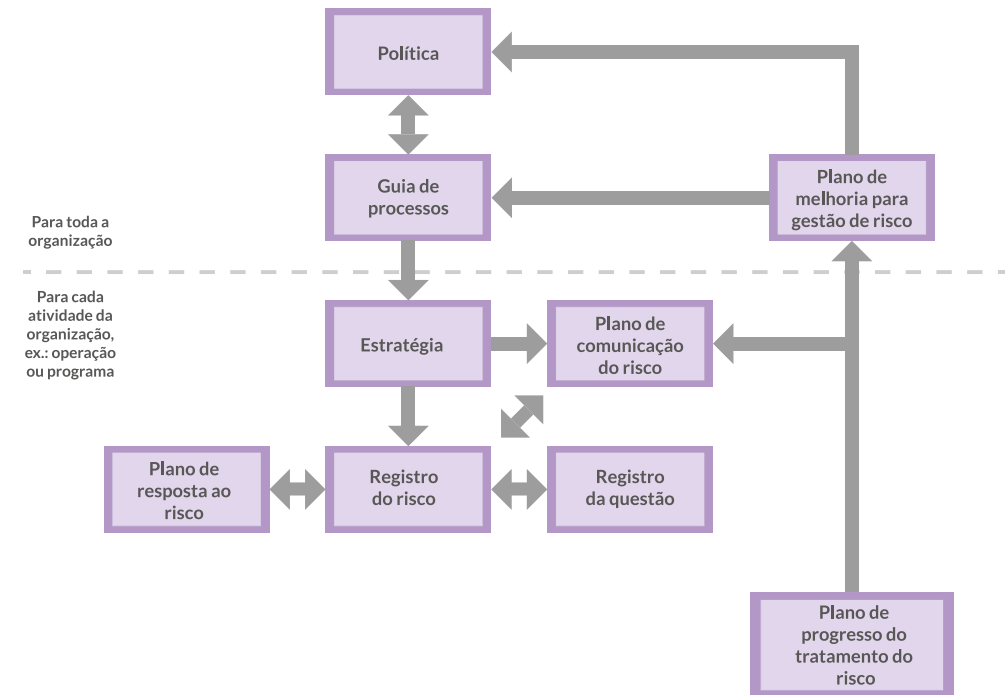 Política
Guia de
processos
Plano de
melhoria para
gestão de risco
Para toda a
organização
Para cada
atividade da
organização,
ex.: operação
ou programa
Estratégia
Plano de
comunicação
do risco
Plano de
resposta ao
risco
Registro
do risco
Registro
da questão
Plano de
progresso do
tratamento do
risco